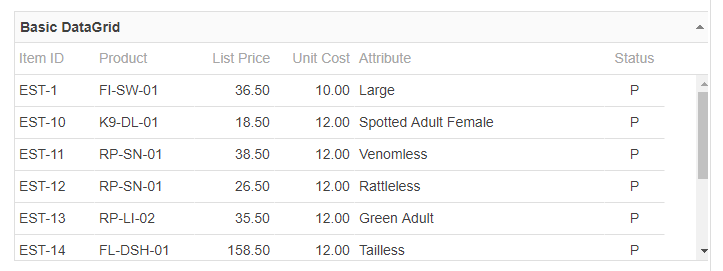 Basic DataGrid
Item ID Product List Price Unit Cost Attribute Status
EST-1 FI-SW-01 36.50 10.00 Large P
EST-10 K9-DL-01 18.50 12.00 Spotted Adult Female P
EST-11 RP-SN-01 38.50 12.00 Venomless P
EST-12 RP-SN-01 26.50 12.00 Rattleless P
EST-13 RP-LI-02 35.50 12.00 Green Adult P
EST-14 FL-DSH-01 158.50 12.00 Tailless P